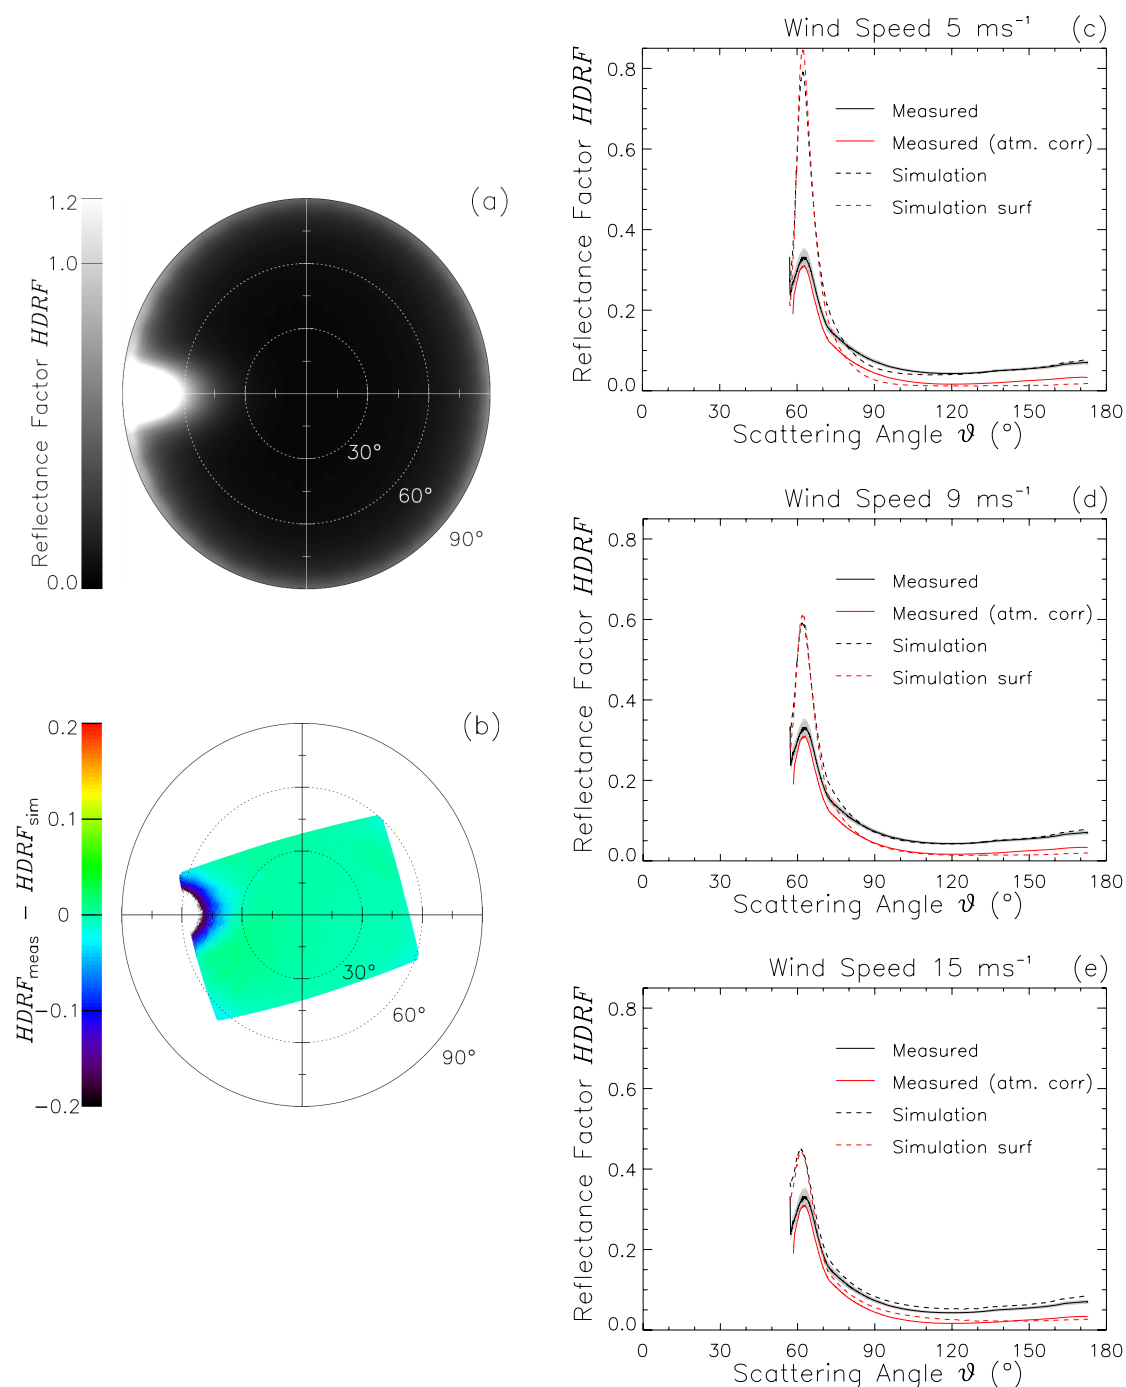 (a)
1.2
1.0
0.0
Reflectance Factor HDRF
30°
60°
90°
(b)
0.2
0.1
0
−0.1
−0.2
HDRFmeas − HDRFsim
30°
60°
90°
Wind Speed 5 ms⁻¹ (c)
Reflectance Factor HDRF
0.8
0.6
0.4
0.2
0.0
Measured
Measured (atm. corr)
Simulation
Simulation surf
0 30 60 90 120 150 180
Scattering Angle ϑ (°)
Wind Speed 9 ms⁻¹ (d)
Reflectance Factor HDRF
0.8
0.6
0.4
0.2
0.0
Measured
Measured (atm. corr)
Simulation
Simulation surf
0 30 60 90 120 150 180
Scattering Angle ϑ (°)
Wind Speed 15 ms⁻¹ (e)
Reflectance Factor HDRF
0.8
0.6
0.4
0.2
0.0
Measured
Measured (atm. corr)
Simulation
Simulation surf
0 30 60 90 120 150 180
Scattering Angle ϑ (°)